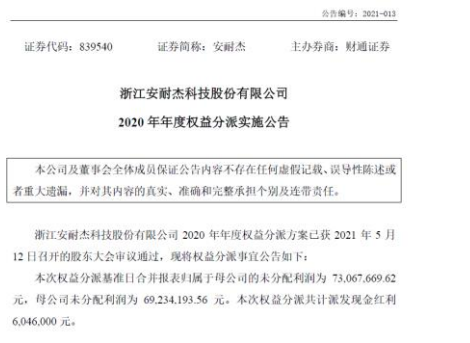 公告编号：2021-013
证券代码：839540 证券简称：安耐杰 主办券商：财通证券
浙江安耐杰科技股份有限公司
2020 年年度权益分派实施公告
本公司及董事会全体成员保证公告内容不存在任何虚假记载、误导性陈述或
者重大遗漏，并对其内容的真实、准确和完整承担个别及连带责任。
浙江安耐杰科技股份有限公司 2020 年年度权益分派方案已获 2021 年 5 月
12 日召开的股东大会审议通过，现将权益分派事宜公告如下：
本次权益分派基准日合并报表归属于母公司的未分配利润为 73,067,669.62
元，母公司未分配利润为 69,234,193.56 元。本次权益分派共计派发现金红利
6,046,000 元。